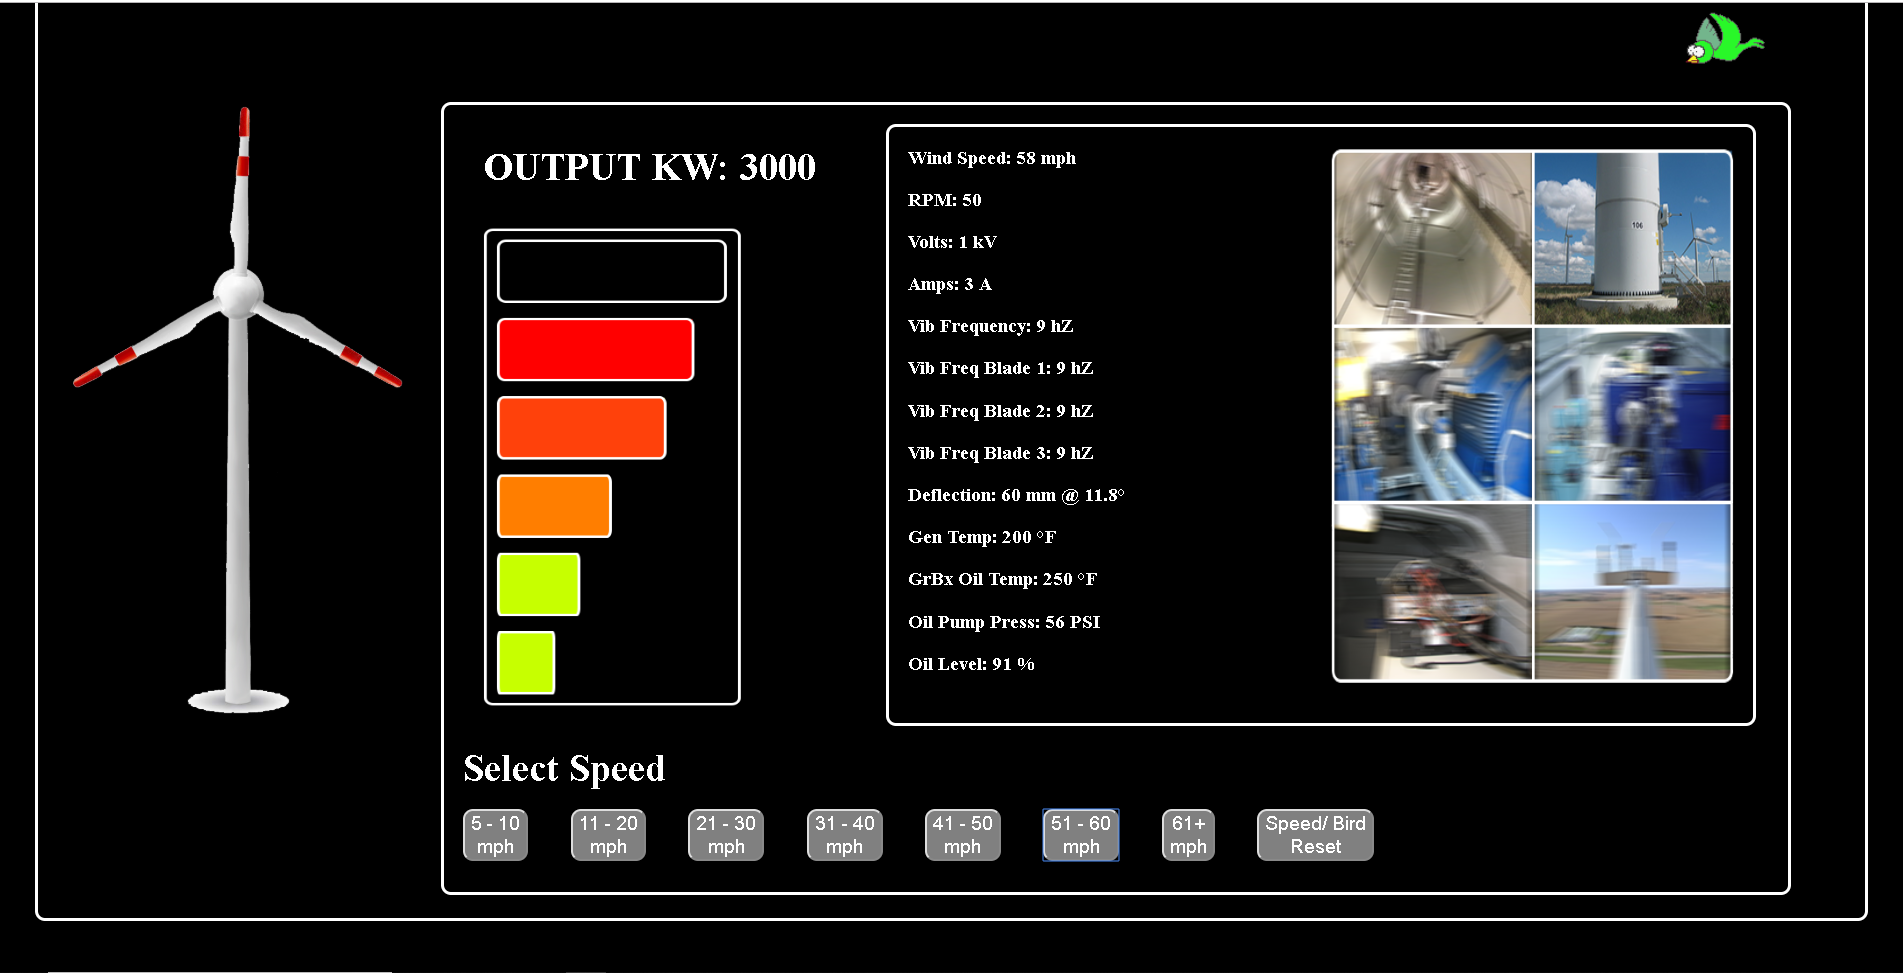 OUTPUT KW: 3000
Wind Speed: 58 mph
RPM: 50
Volts: 1 kV
Amps: 3 A
Vib Frequency: 9 hZ
Vib Freq Blade 1: 9 hZ
Vib Freq Blade 2: 9 hZ
Vib Freq Blade 3: 9 hZ
Deflection: 60 mm @ 11.8°
Gen Temp: 200 °F
GrBx Oil Temp: 250 °F
Oil Pump Press: 56 PSI
Oil Level: 91 %
106
Select Speed
5 - 10
mph
11 - 20
mph
21 - 30
mph
31 - 40
mph
41 - 50
mph
51 - 60
mph
61+
mph
Speed/ Bird
Reset